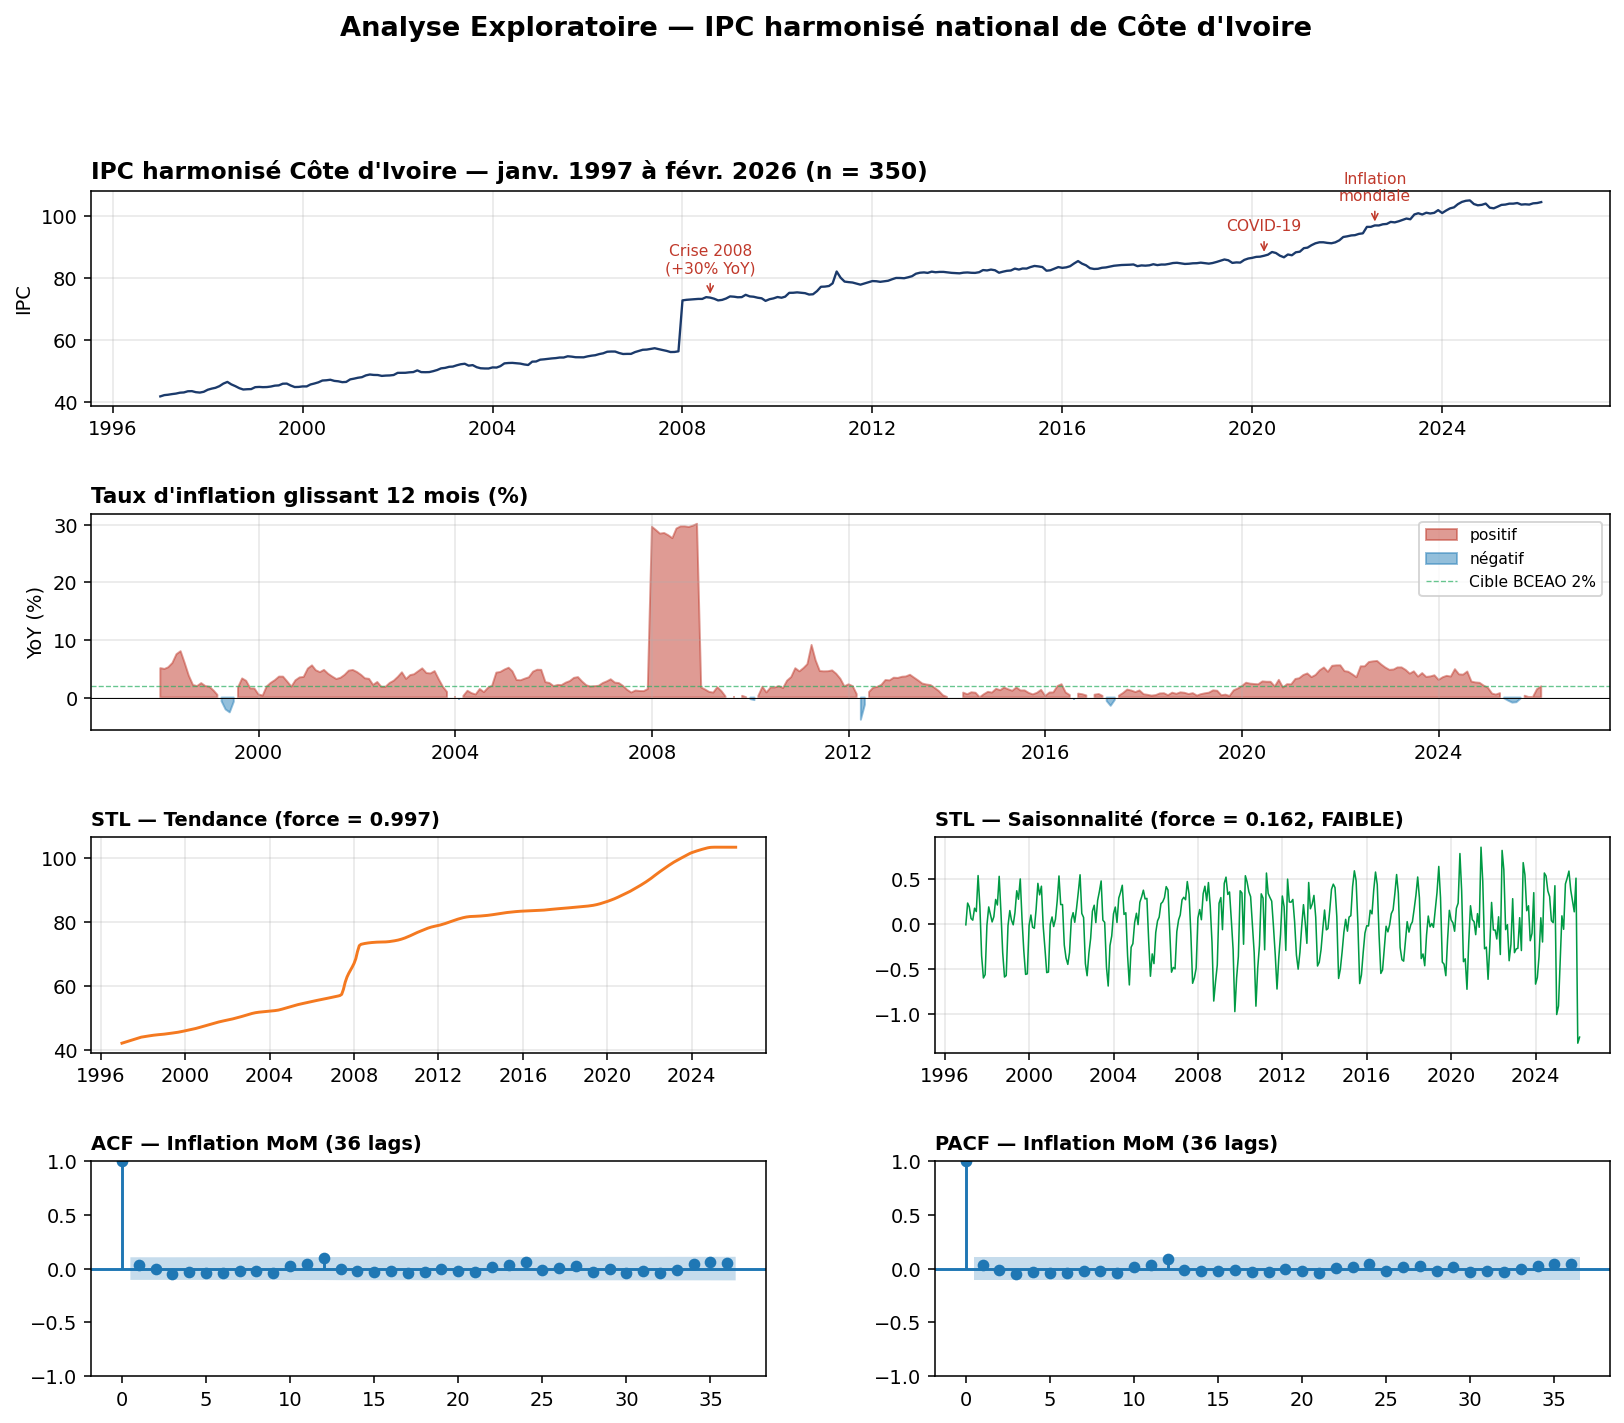 Analyse Exploratoire — IPC harmonisé national de Côte d'Ivoire
IPC harmonisé Côte d'Ivoire — janv. 1997 à févr. 2026 (n = 350)
Inflation
mondiale
COVID-19
Crise 2008
(+30% YoY)
IPC
100
80
60
40
1996 2000 2004 2008 2012 2016 2020 2024
Taux d'inflation glissant 12 mois (%)
YoY (%)
30
20
10
0
positif
négatif
Cible BCEAO 2%
2000 2004 2008 2012 2016 2020 2024
STL — Tendance (force = 0.997)
100
80
60
40
1996 2000 2004 2008 2012 2016 2020 2024
STL — Saisonnalité (force = 0.162, FAIBLE)
0.5
0.0
−0.5
−1.0
1996 2000 2004 2008 2012 2016 2020 2024
ACF — Inflation MoM (36 lags)
1.0
0.5
0.0
−0.5
−1.0
0 5 10 15 20 25 30 35
PACF — Inflation MoM (36 lags)
1.0
0.5
0.0
−0.5
−1.0
0 5 10 15 20 25 30 35